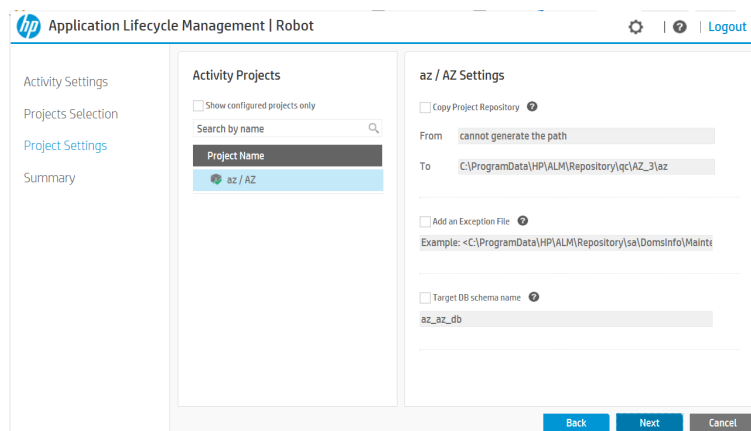 hp Application Lifecycle Management | Robot
? | Logout
Activity Settings
Projects Selection
Project Settings
Summary
Activity Projects
Show configured projects only
Search by name
Project Name
az / AZ
az / AZ Settings
Copy Project Repository ?
From cannot generate the path
To C:\ProgramData\HP\ALM\Repository\qc\AZ_3\az
Add an Exception File ?
Example: <C:\ProgramData\HP\ALM\Repository\sa\DomsInfo\Mainte
Target DB schema name ?
az_az_db
Back Next Cancel